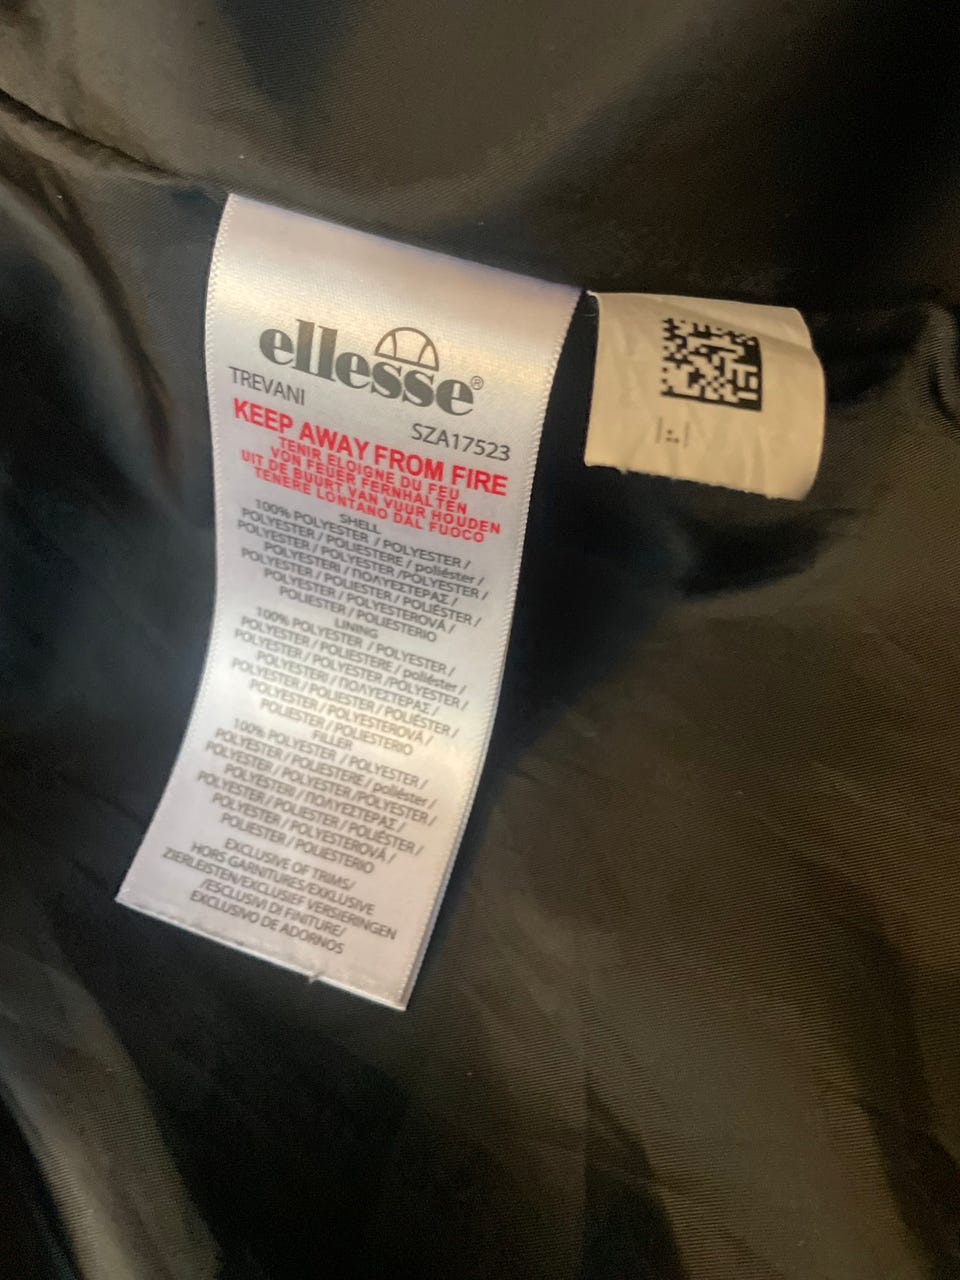 ellesse®
TREVANI
SZA17523
KEEP AWAY FROM FIRE
TENIR ELOIGNE DU FEU
VON FEUER FERNHALTEN
UIT DE BUURT VAN VUUR HOUDEN
TENERE LONTANO DAL FUOCO
SHELL
100% POLYESTER / POLYESTER /
POLYESTER / POLIESTERE / poliéster /
POLYESTER / POLYESTER /POLYESTER /
POLYESTERI / ΠΟΛΥΕΣΤΕΡΑΣ /
POLYESTER / POLIESTER / POLIÉSTER /
POLYESTER / POLYESTEROVÁ /
POLIESTER / POLIESTERIO
LINING
100% POLYESTER / POLYESTER /
POLYESTER / POLIESTERE / poliéster /
POLYESTER / POLYESTER /POLYESTER /
POLYESTERI / ΠΟΛΥΕΣΤΕΡΑΣ /
POLYESTER / POLIESTER / POLIÉSTER /
POLYESTER / POLYESTEROVÁ /
POLIESTER / POLIESTERIO
FILLER
100% POLYESTER / POLYESTER /
POLYESTER / POLIESTERE / poliéster /
POLYESTER / POLYESTER /POLYESTER /
POLYESTERI / ΠΟΛΥΕΣΤΕΡΑΣ /
POLYESTER / POLIESTER / POLIÉSTER /
POLYESTER / POLYESTEROVÁ /
POLIESTER / POLIESTERIO
EXCLUSIVE OF TRIMS/
HORS GARNITURES/EXKLUSIVE
ZIERLEISTEN/EXCLUSIEF VERSIERINGEN
/ESCLUSIVI DI FINITURE/
EXCLUSIVO DE ADORNOS